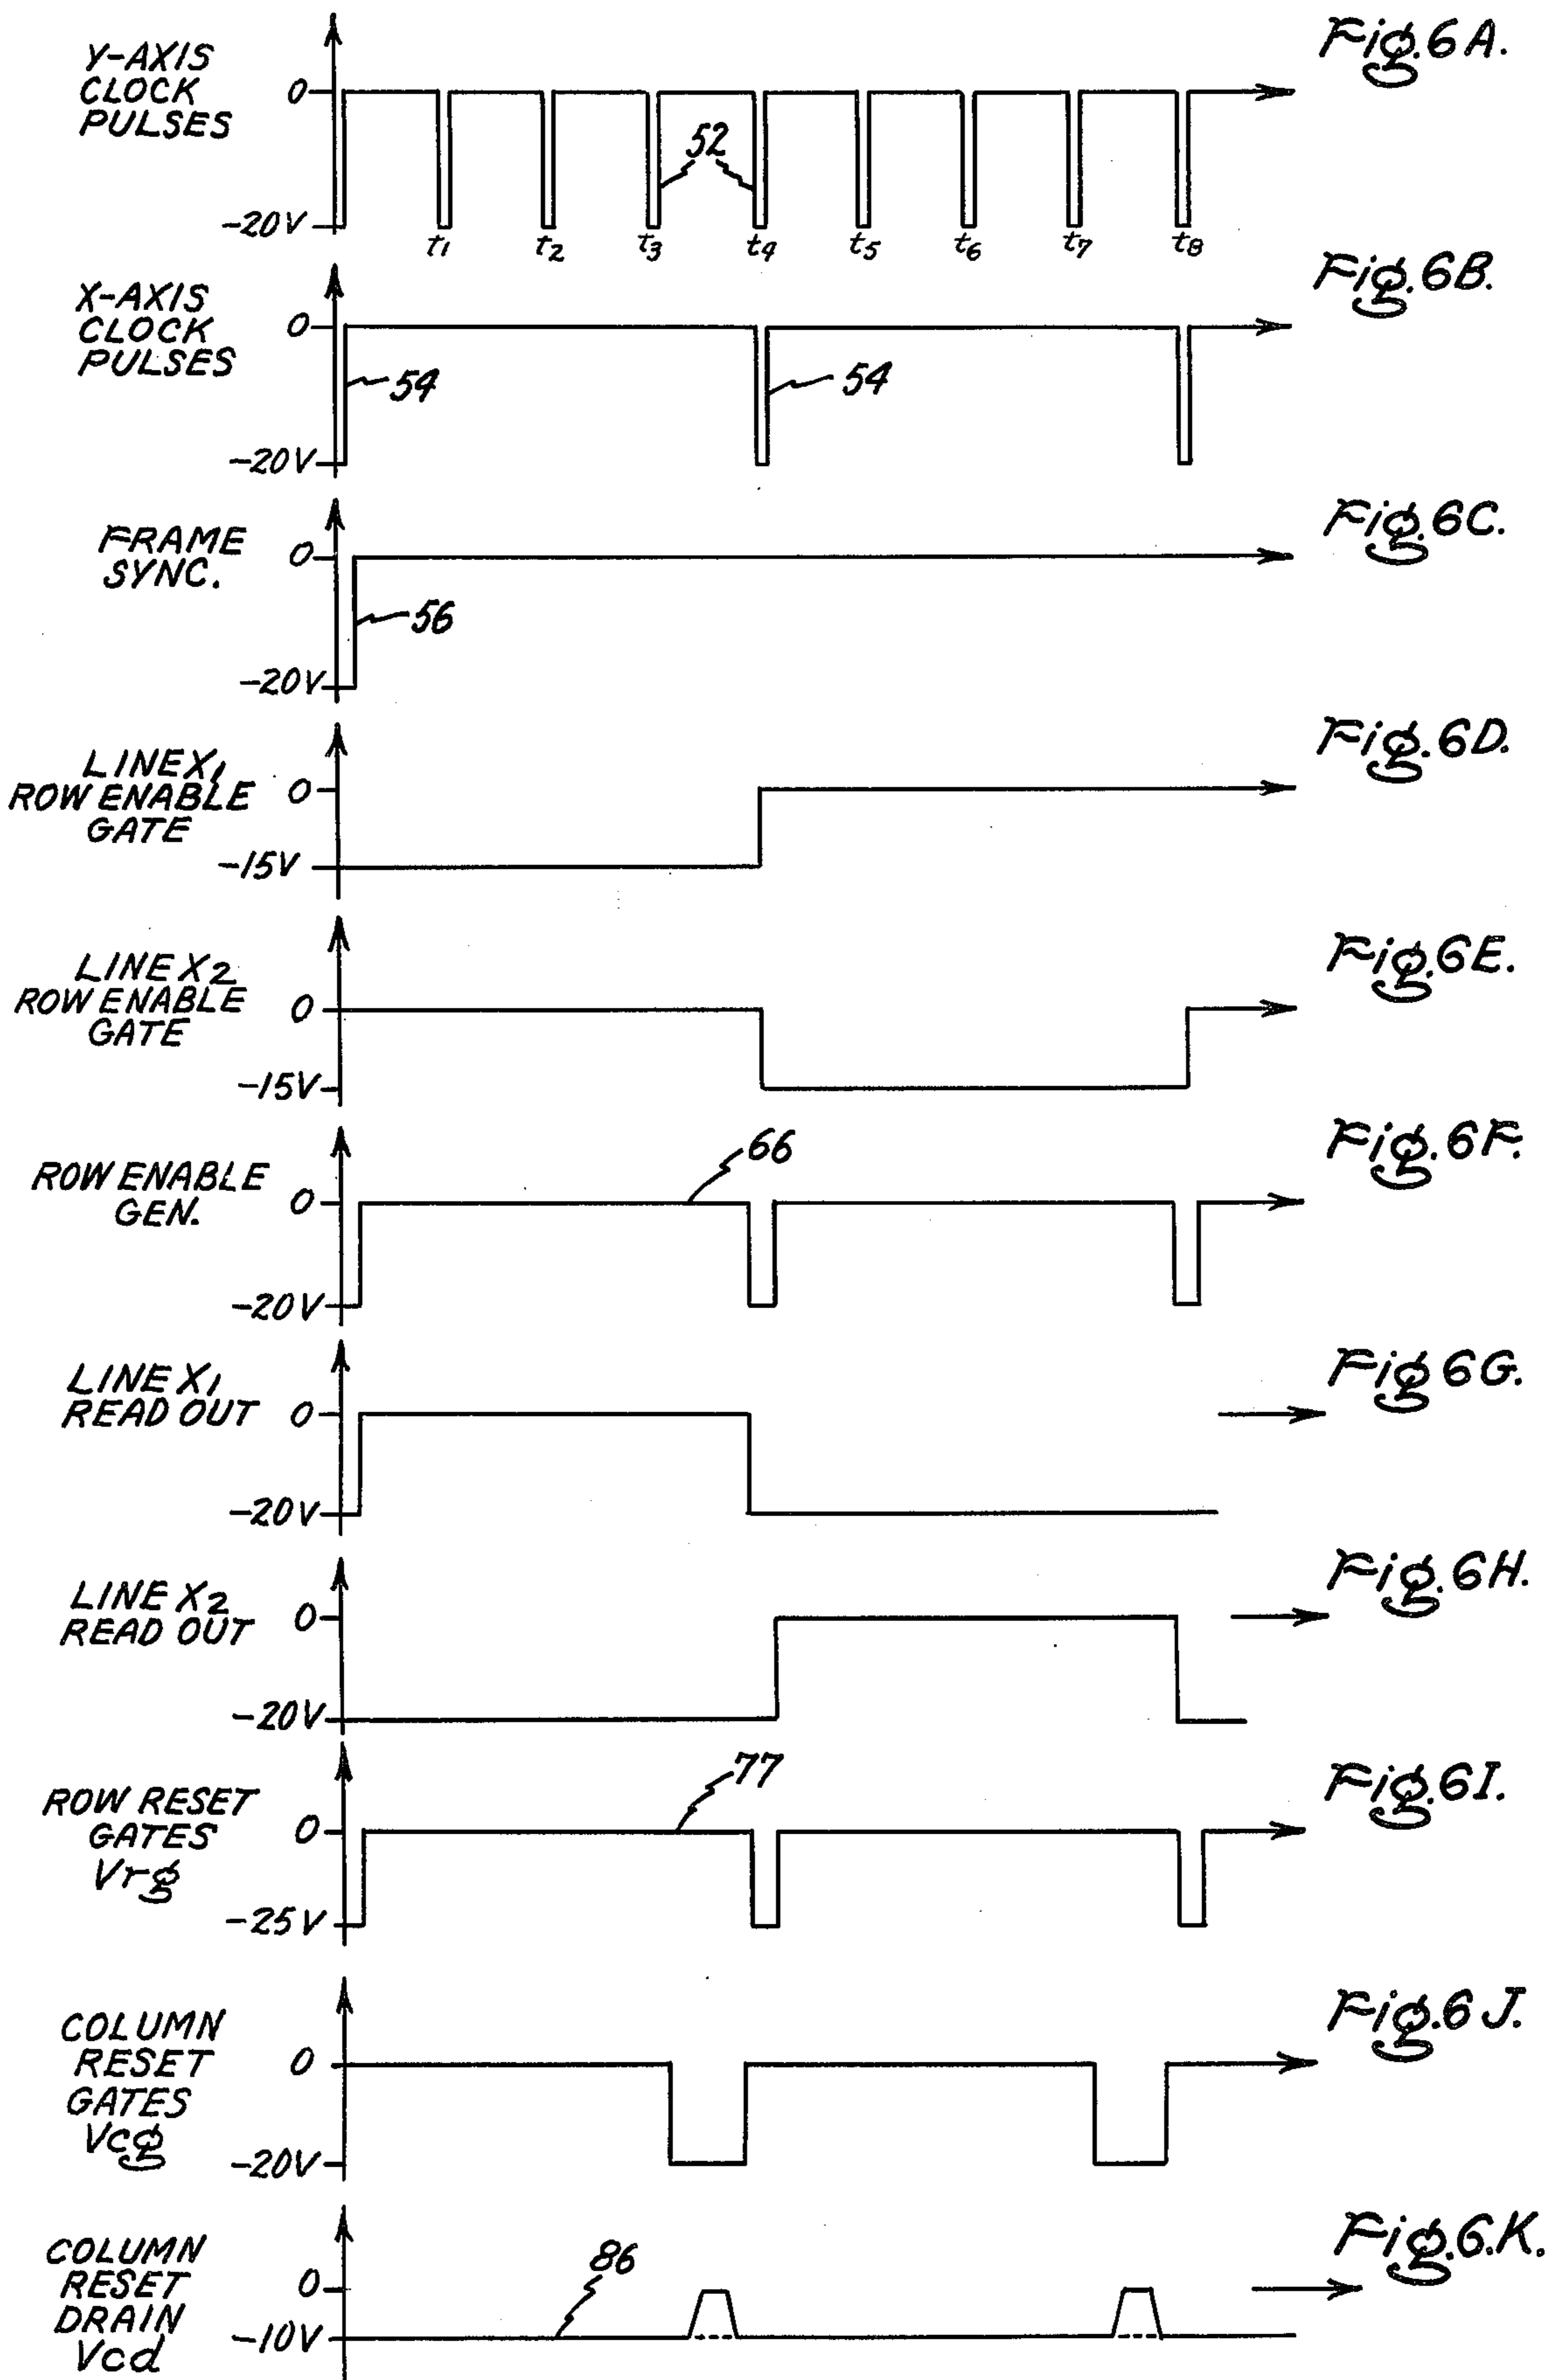 Fig. 6A.
Y-AXIS
CLOCK
PULSES
0
-20V
52
t1 t2 t3 t4 t5 t6 t7 t8
Fig. 6B.
X-AXIS
CLOCK
PULSES
0
-20V
54 54
Fig. 6C.
FRAME
SYNC.
0
-20V
56
Fig. 6D.
LINE X1
ROW ENABLE
GATE
0
-15V
Fig. 6E.
LINE X2
ROW ENABLE
GATE
0
-15V
Fig. 6F.
ROW ENABLE
GEN.
0
-20V
66
Fig 6G.
LINE X1
READ OUT
0
-20V
Fig. 6H.
LINE X2
READ OUT
0
-20V
Fig. 6I.
ROW RESET
GATES
Vrg
0
-25V
77
Fig. 6J.
COLUMN
RESET
GATES
Vcg
0
-20V
Fig. 6.K.
COLUMN
RESET
DRAIN
Vcd
0
-10V
86